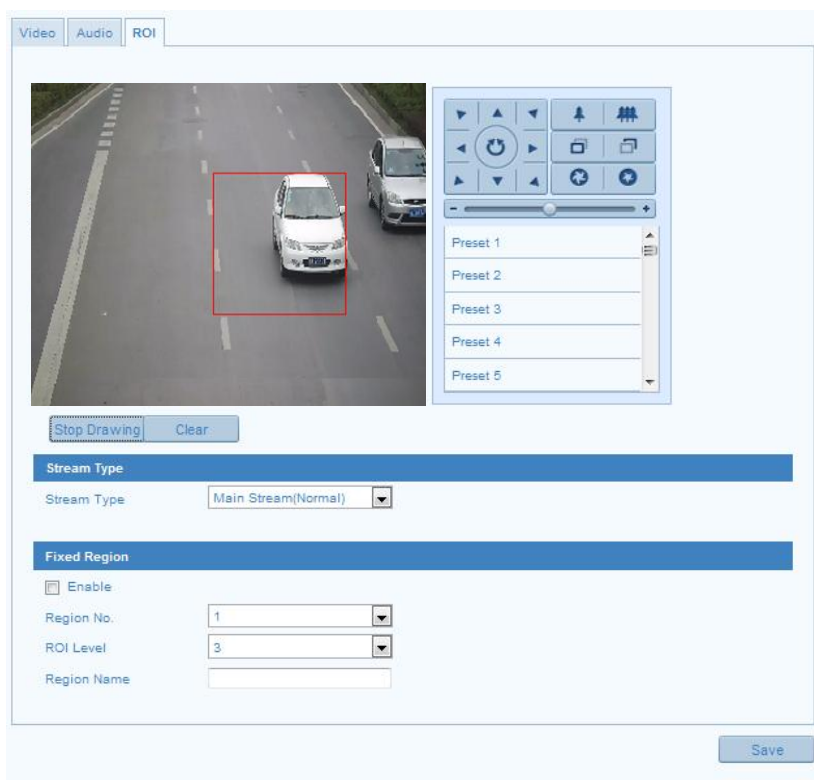 Video Audio ROI
Preset 1
Preset 2
Preset 3
Preset 4
Preset 5
Stop Drawing Clear
Stream Type
Stream Type Main Stream(Normal)
Fixed Region
Enable
Region No. 1
ROI Level 3
Region Name
Save